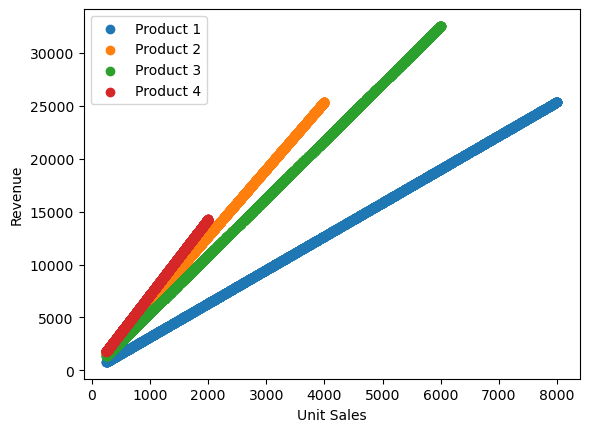 Product 1
Product 2
Product 3
Product 4
Revenue
30000
25000
20000
15000
10000
5000
0
0 1000 2000 3000 4000 5000 6000 7000 8000
Unit Sales